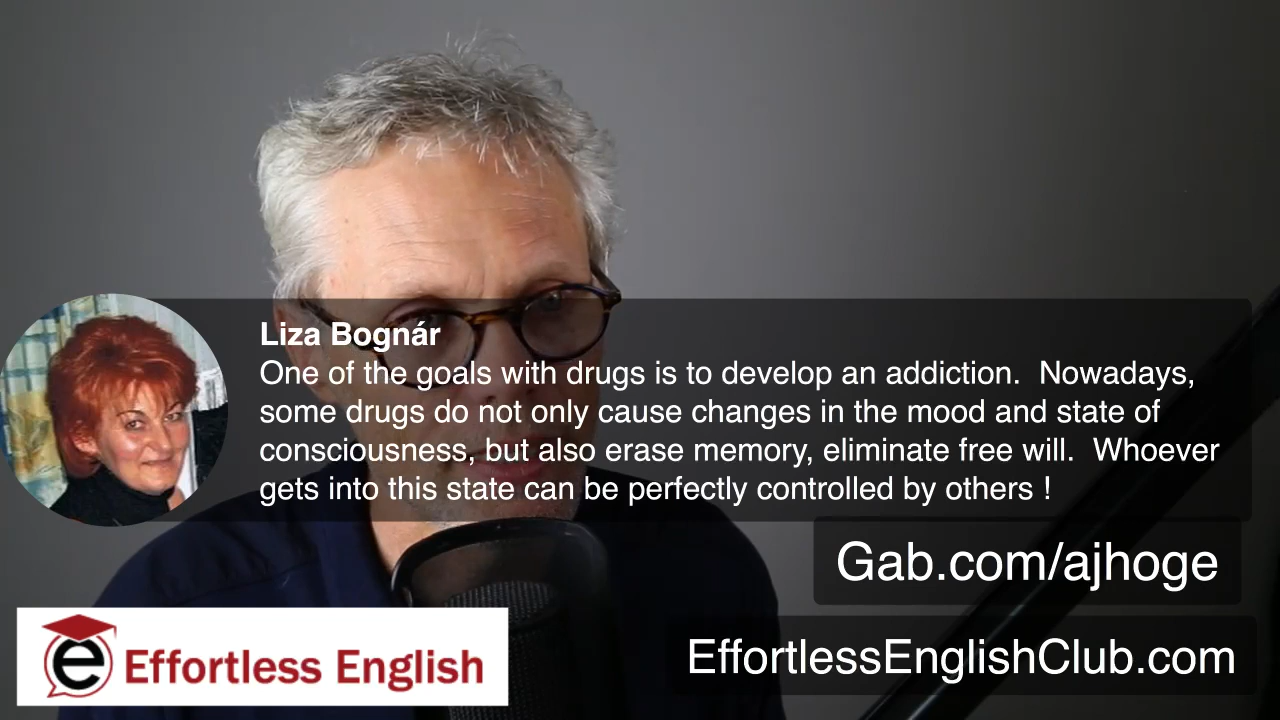 Liza Bognár
One of the goals with drugs is to develop an addiction.  Nowadays,
some drugs do not only cause changes in the mood and state of
consciousness, but also erase memory, eliminate free will.  Whoever
gets into this state can be perfectly controlled by others !
Gab.com/ajhoge
e Effortless English
EffortlessEnglishClub.com